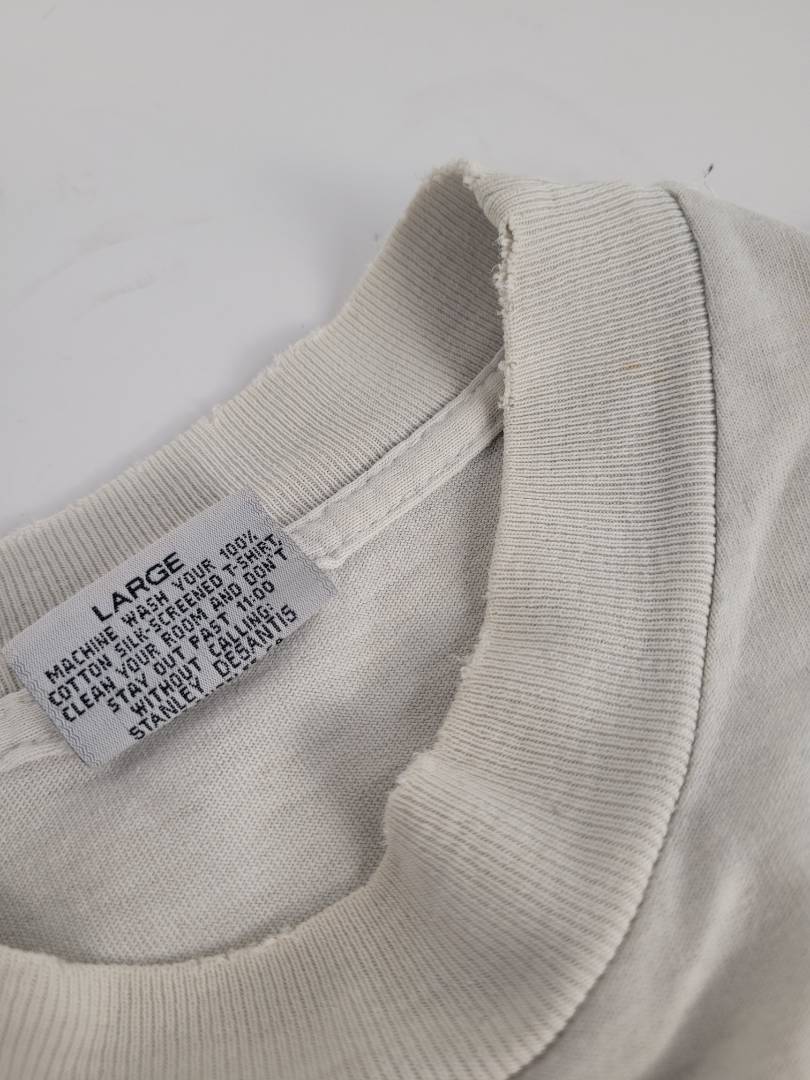 LARGE
MACHINE WASH YOUR 100%
COTTON SILK-SCREENED T-SHIRT,
CLEAN YOUR ROOM AND DON'T
STAY OUT PAST 11:00
WITHOUT CALLING:
STANLEY DESANTIS